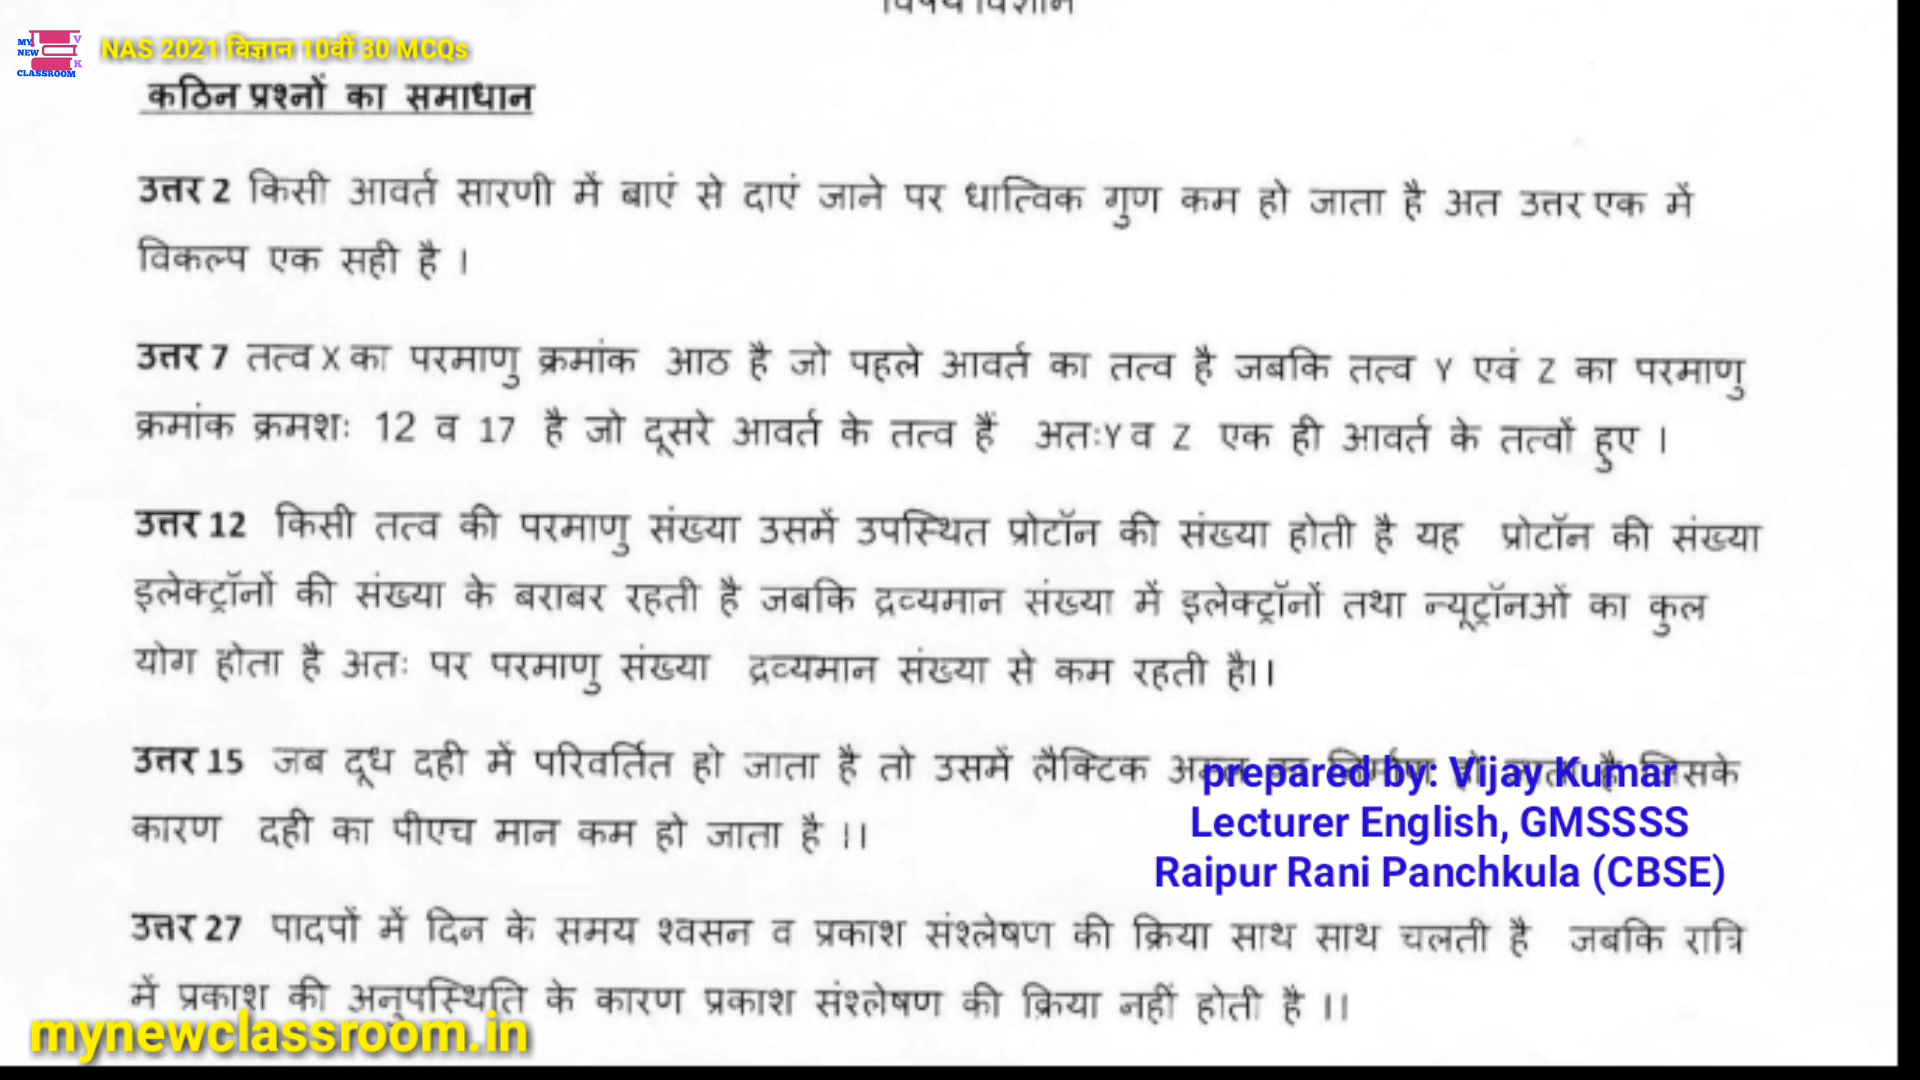 विषय विज्ञान
MY NEW CLASSROOM V K
NAS 2021 विज्ञान 10वीं 30 MCQs
कठिन प्रश्नों का समाधान
उत्तर 2 किसी आवर्त सारणी में बाएं से दाएं जाने पर धात्विक गुण कम हो जाता है अत उत्तर एक में
विकल्प एक सही है ।
उत्तर 7 तत्व X का परमाणु क्रमांक आठ है जो पहले आवर्त का तत्व है जबकि तत्व Y एवं Z का परमाणु
क्रमांक क्रमशः 12 व 17 है जो दूसरे आवर्त के तत्व हैं अतः Y व Z एक ही आवर्त के तत्वों हुए ।
उत्तर 12 किसी तत्व की परमाणु संख्या उसमें उपस्थित प्रोटॉन की संख्या होती है यह प्रोटॉन की संख्या
इलेक्ट्रॉनों की संख्या के बराबर रहती है जबकि द्रव्यमान संख्या में इलेक्ट्रॉनों तथा न्यूट्रॉनओं का कुल
योग होता है अतः पर परमाणु संख्या द्रव्यमान संख्या से कम रहती है।।
उत्तर 15 जब दूध दही में परिवर्तित हो जाता है तो उसमें लैक्टिक अम्ल का निर्माण हो जाता है जिसके
कारण दही का पीएच मान कम हो जाता है ।।
prepared by: Vijay Kumar
Lecturer English, GMSSSS
Raipur Rani Panchkula (CBSE)
उत्तर 27 पादपों में दिन के समय श्वसन व प्रकाश संश्लेषण की क्रिया साथ साथ चलती है जबकि रात्रि
में प्रकाश की अनुपस्थिति के कारण प्रकाश संश्लेषण की क्रिया नहीं होती है ।।
mynewclassroom.in